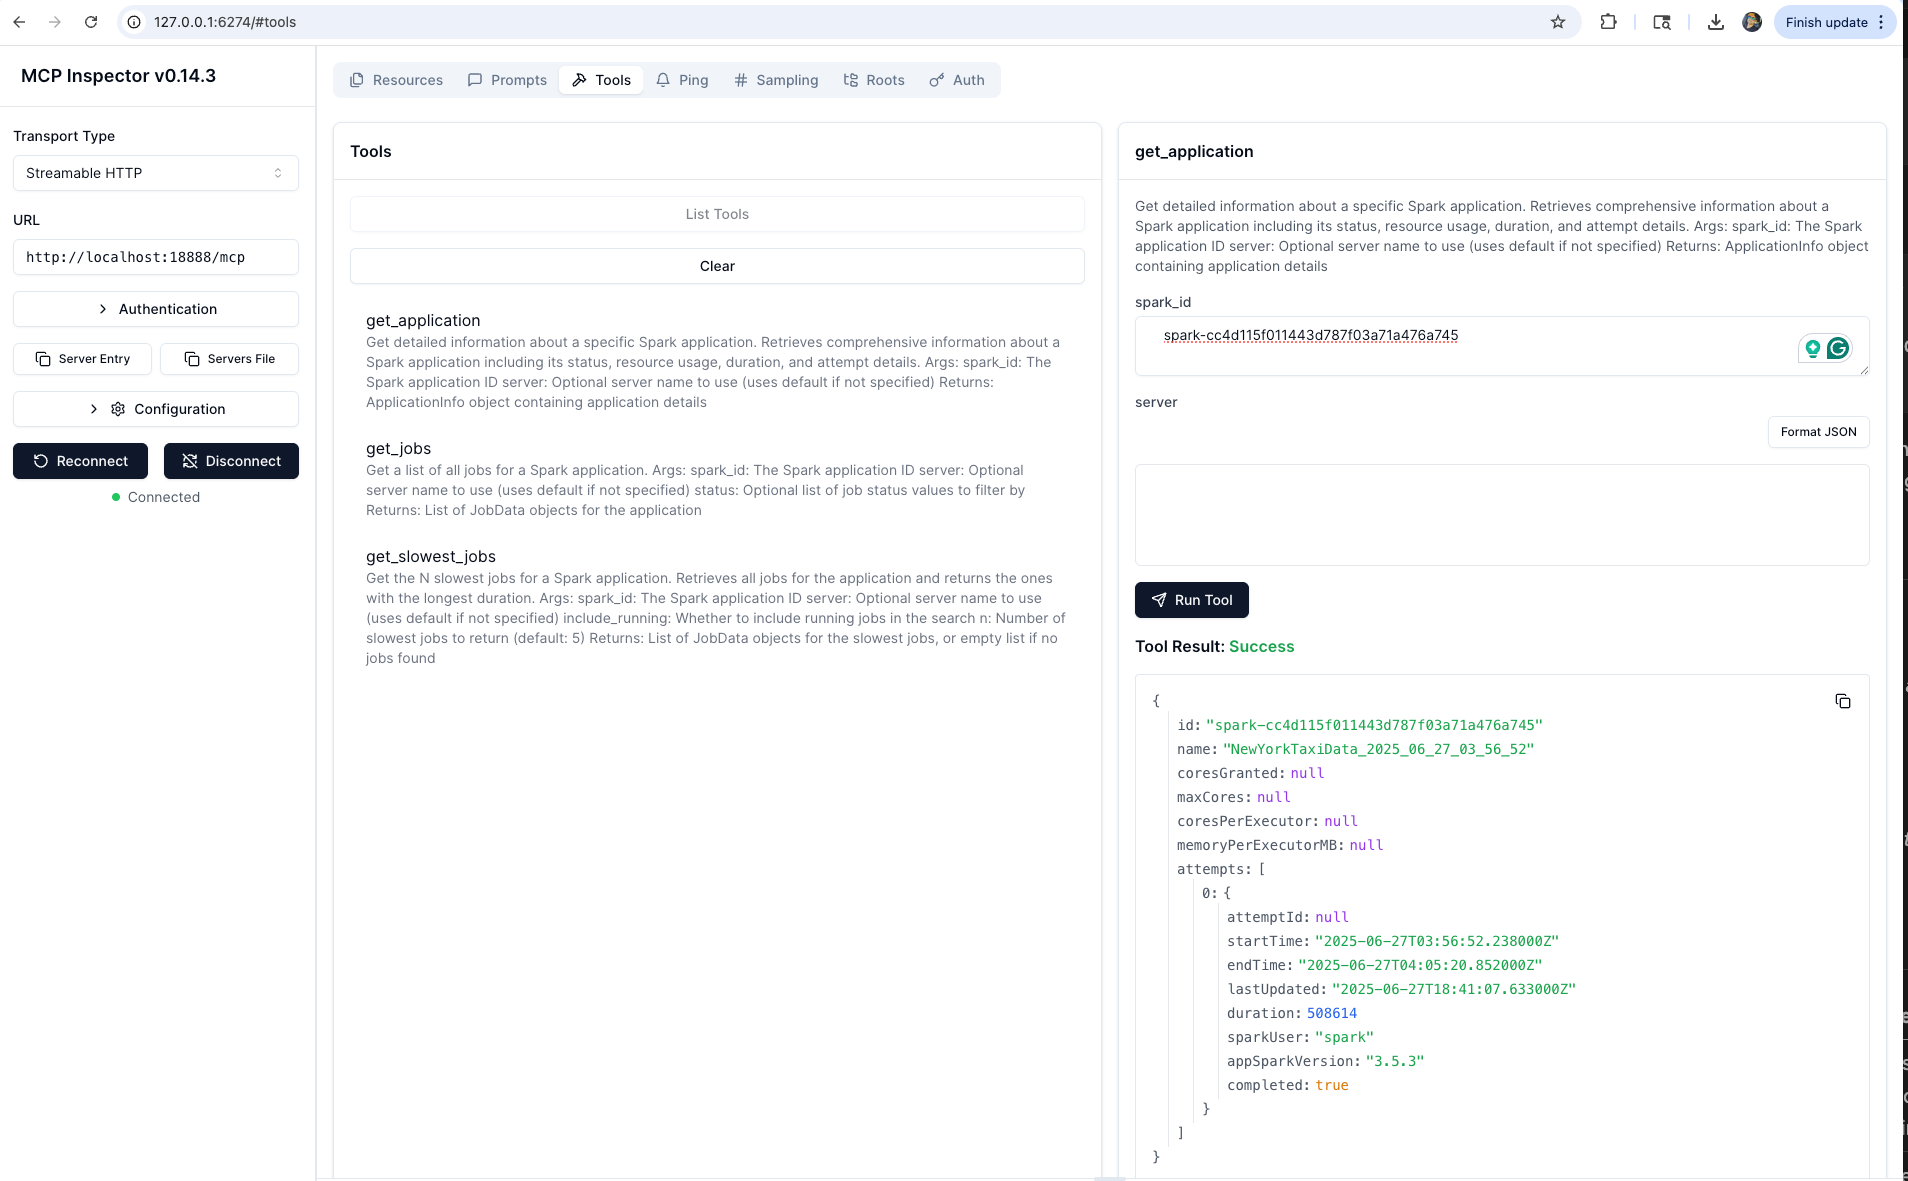 127.0.0.1:6274/#tools
Finish update
MCP Inspector v0.14.3
Transport Type
Streamable HTTP
URL
http://localhost:18888/mcp
Authentication
Server Entry
Servers File
Configuration
Reconnect
Disconnect
Connected
Resources
Prompts
Tools
Ping
Sampling
Roots
Auth
Tools
List Tools
Clear
get_application
Get detailed information about a specific Spark application. Retrieves comprehensive information about a
Spark application including its status, resource usage, duration, and attempt details. Args: spark_id: The
Spark application ID server: Optional server name to use (uses default if not specified) Returns:
ApplicationInfo object containing application details
get_jobs
Get a list of all jobs for a Spark application. Args: spark_id: The Spark application ID server: Optional
server name to use (uses default if not specified) status: Optional list of job status values to filter by
Returns: List of JobData objects for the application
get_slowest_jobs
Get the N slowest jobs for a Spark application. Retrieves all jobs for the application and returns the ones
with the longest duration. Args: spark_id: The Spark application ID server: Optional server name to use
(uses default if not specified) include_running: Whether to include running jobs in the search n: Number of
slowest jobs to return (default: 5) Returns: List of JobData objects for the slowest jobs, or empty list if no
jobs found
get_application
Get detailed information about a specific Spark application. Retrieves comprehensive information about a
Spark application including its status, resource usage, duration, and attempt details. Args: spark_id: The Spark
application ID server: Optional server name to use (uses default if not specified) Returns: ApplicationInfo object
containing application details
spark_id
spark-cc4d115f011443d787f03a71a476a745
server
Format JSON
Run Tool
Tool Result: Success
{
id: "spark-cc4d115f011443d787f03a71a476a745"
name: "NewYorkTaxiData_2025_06_27_03_56_52"
coresGranted: null
maxCores: null
coresPerExecutor: null
memoryPerExecutorMB: null
attempts: [
0: {
attemptId: null
startTime: "2025-06-27T03:56:52.238000Z"
endTime: "2025-06-27T04:05:20.852000Z"
lastUpdated: "2025-06-27T18:41:07.633000Z"
duration: 508614
sparkUser: "spark"
appSparkVersion: "3.5.3"
completed: true
}
]
}